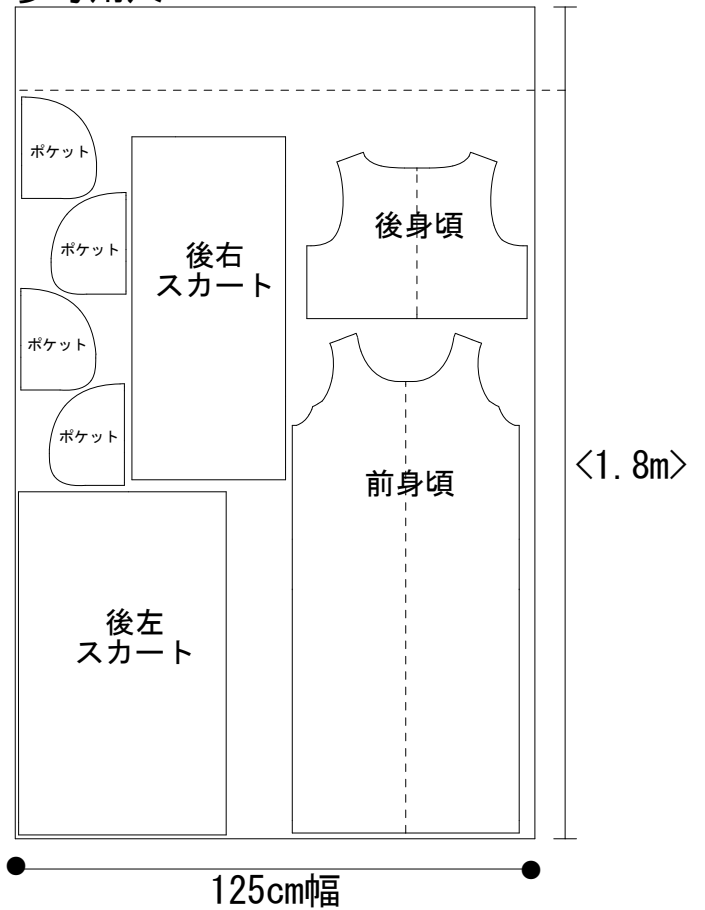 ポケット
ポケット
ポケット
ポケット
後右
スカート
後身頃
前身頃
<1.8m>
後左
スカート
125cm幅